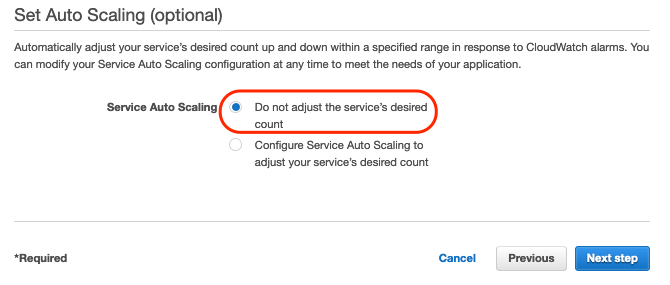 Set Auto Scaling (optional)
Automatically adjust your service's desired count up and down within a specified range in response to CloudWatch alarms. You
can modify your Service Auto Scaling configuration at any time to meet the needs of your application.
Service Auto Scaling Do not adjust the service's desired
count
Configure Service Auto Scaling to
adjust your service's desired count
*Required Cancel Previous Next step